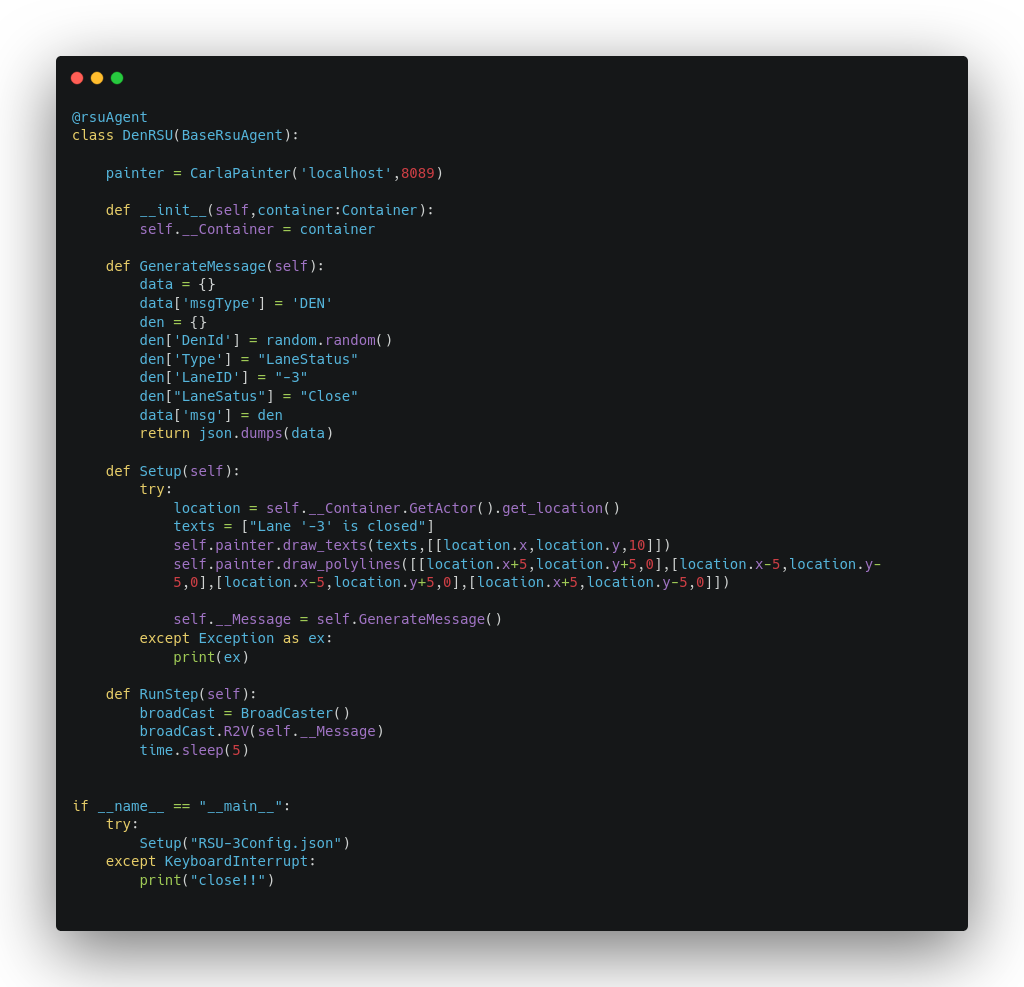 @rsuAgent
class DenRSU(BaseRsuAgent):
    painter = CarlaPainter('localhost',8089)
    def __init__(self,container:Container):
        self.__Container = container
    def GenerateMessage(self):
        data = {}
        data['msgType'] = 'DEN'
        den = {}
        den['DenId'] = random.random()
        den['Type'] = "LaneStatus"
        den['LaneID'] = "-3"
        den["LaneSatus"] = "Close"
        data['msg'] = den
        return json.dumps(data)
    def Setup(self):
        try:
            location = self.__Container.GetActor().get_location()
            texts = ["Lane '-3' is closed"]
            self.painter.draw_texts(texts,[[location.x,location.y,10]])
            self.painter.draw_polylines([[location.x+5,location.y+5,0],[location.x-5,location.y-
            5,0],[location.x-5,location.y+5,0],[location.x+5,location.y-5,0]])
            self.__Message = self.GenerateMessage()
        except Exception as ex:
            print(ex)
    def RunStep(self):
        broadCast = BroadCaster()
        broadCast.R2V(self.__Message)
        time.sleep(5)
if __name__ == "__main__":
    try:
        Setup("RSU-3Config.json")
    except KeyboardInterrupt:
        print("close!!")